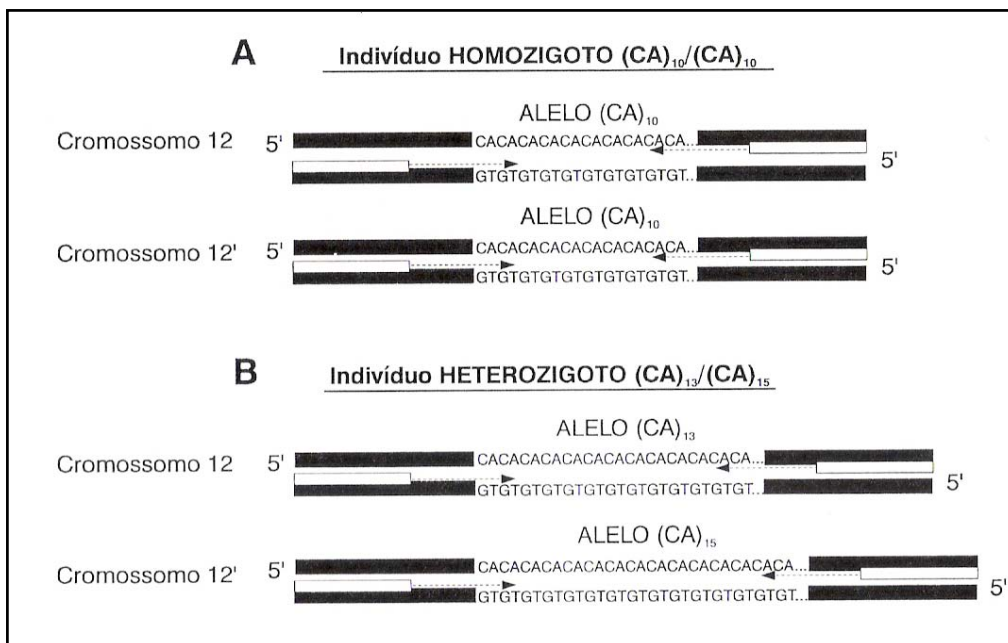 A Indivíduo HOMOZIGOTO (CA)₁₀/(CA)₁₀
ALELO (CA)₁₀
Cromossomo 12 5' CACACACACACACACACACA...
GTGTGTGTGTGTGTGTGTGT... 5'
ALELO (CA)₁₀
Cromossomo 12' 5' CACACACACACACACACACA...
GTGTGTGTGTGTGTGTGTGT... 5'
B Indivíduo HETEROZIGOTO (CA)₁₃/(CA)₁₅
ALELO (CA)₁₃
Cromossomo 12 5' CACACACACACACACACACACACACA...
GTGTGTGTGTGTGTGTGTGTGTGTGT... 5'
ALELO (CA)₁₅
Cromossomo 12' 5' CACACACACACACACACACACACACACACA...
GTGTGTGTGTGTGTGTGTGTGTGTGTGTGT... 5'